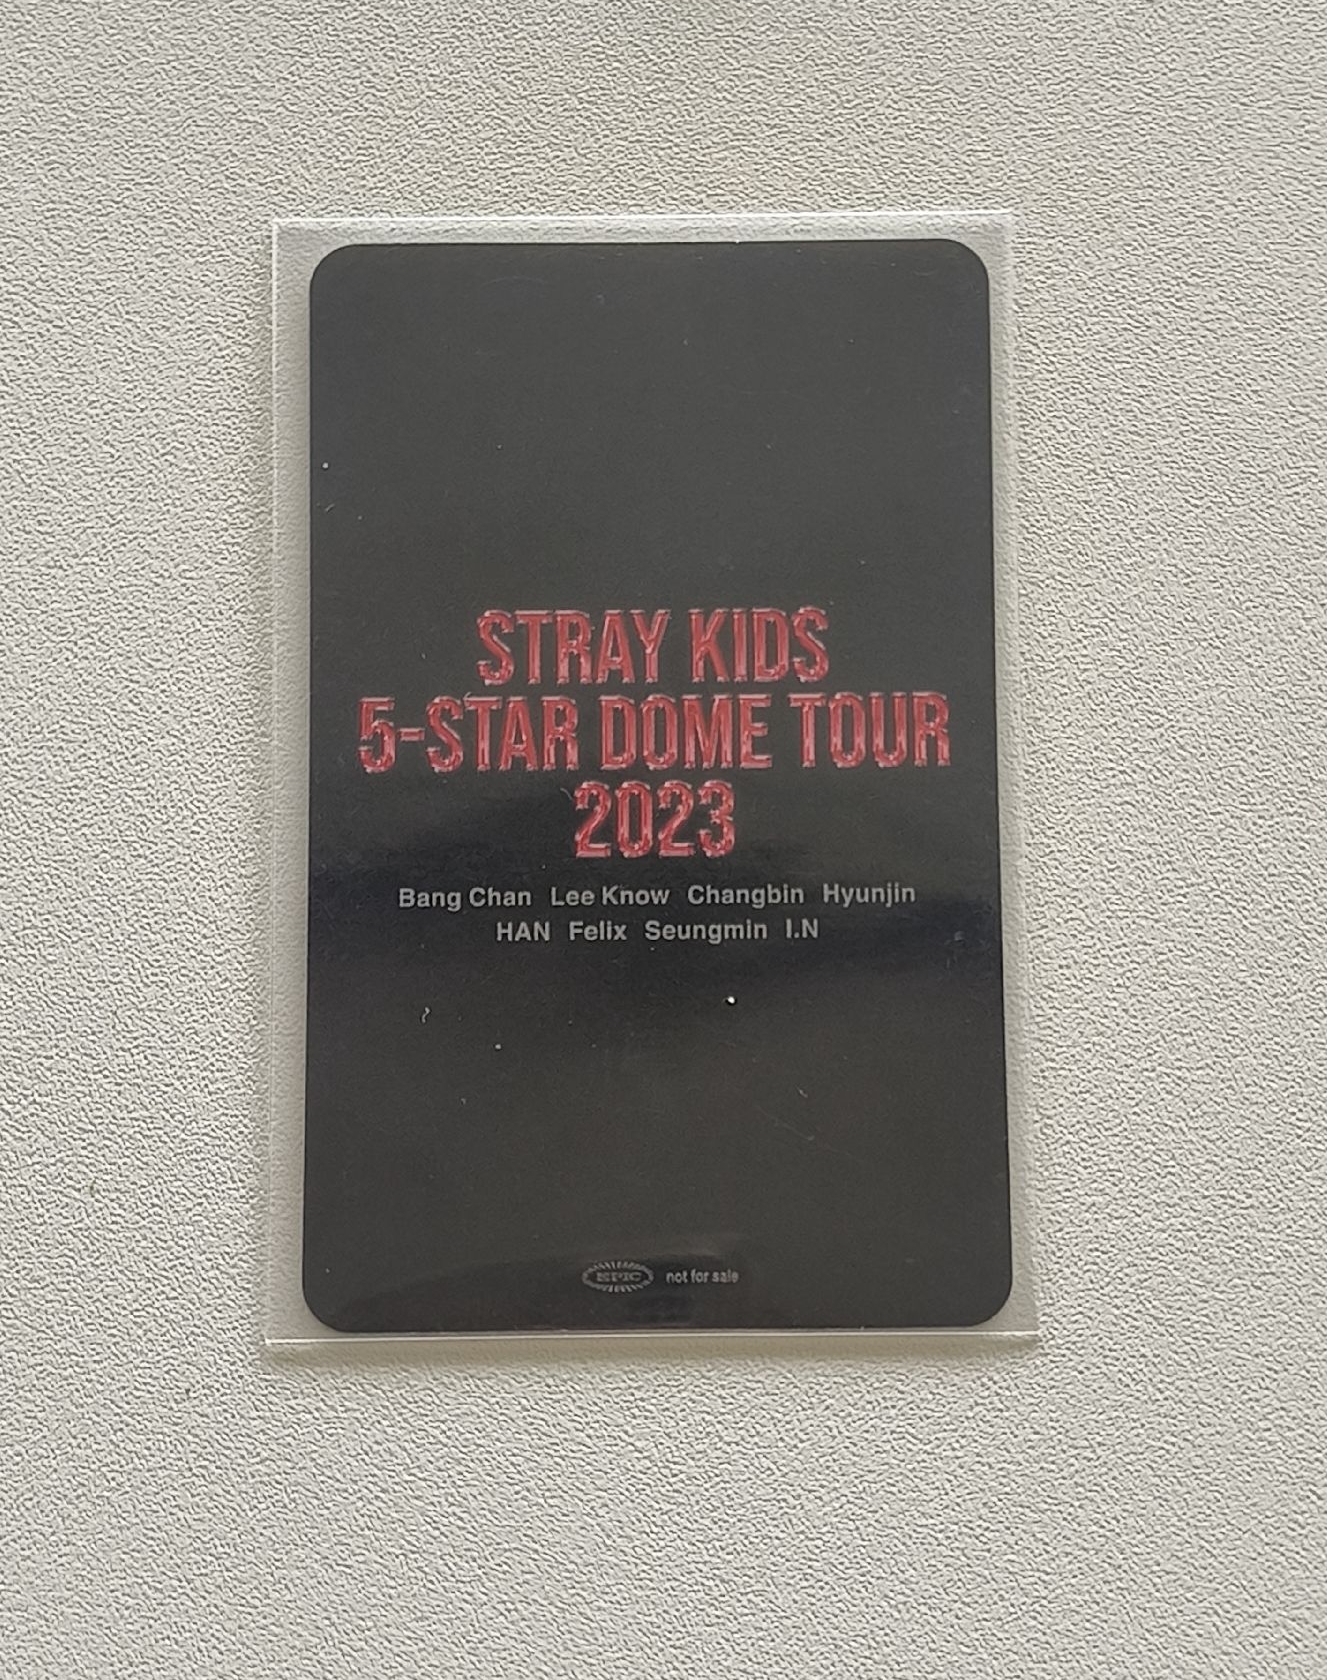 STRAY KIDS
5-STAR DOME TOUR
2023
Bang Chan Lee Know Changbin Hyunjin
HAN Felix Seungmin I.N
EPIC not for sale